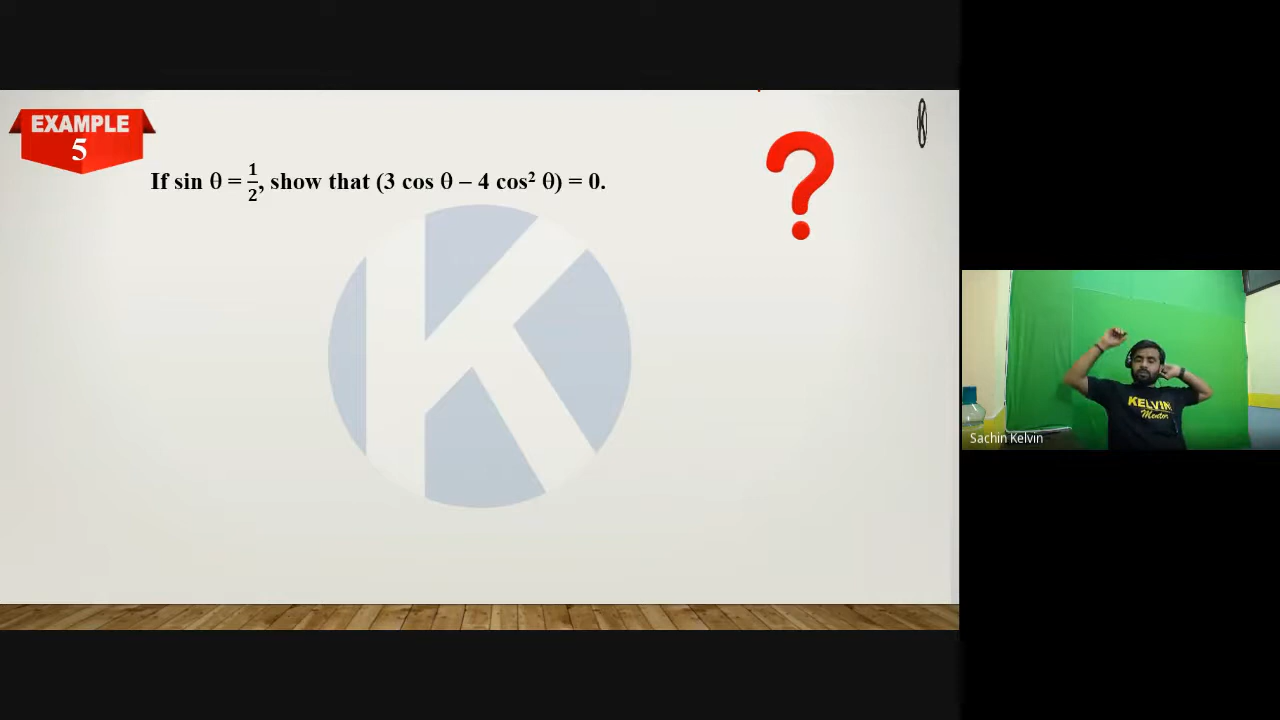 EXAMPLE
5
If sin θ = 1/2, show that (3 cos θ – 4 cos² θ) = 0.
K
K
KELVIN
Mentor
Sachin Kelvin